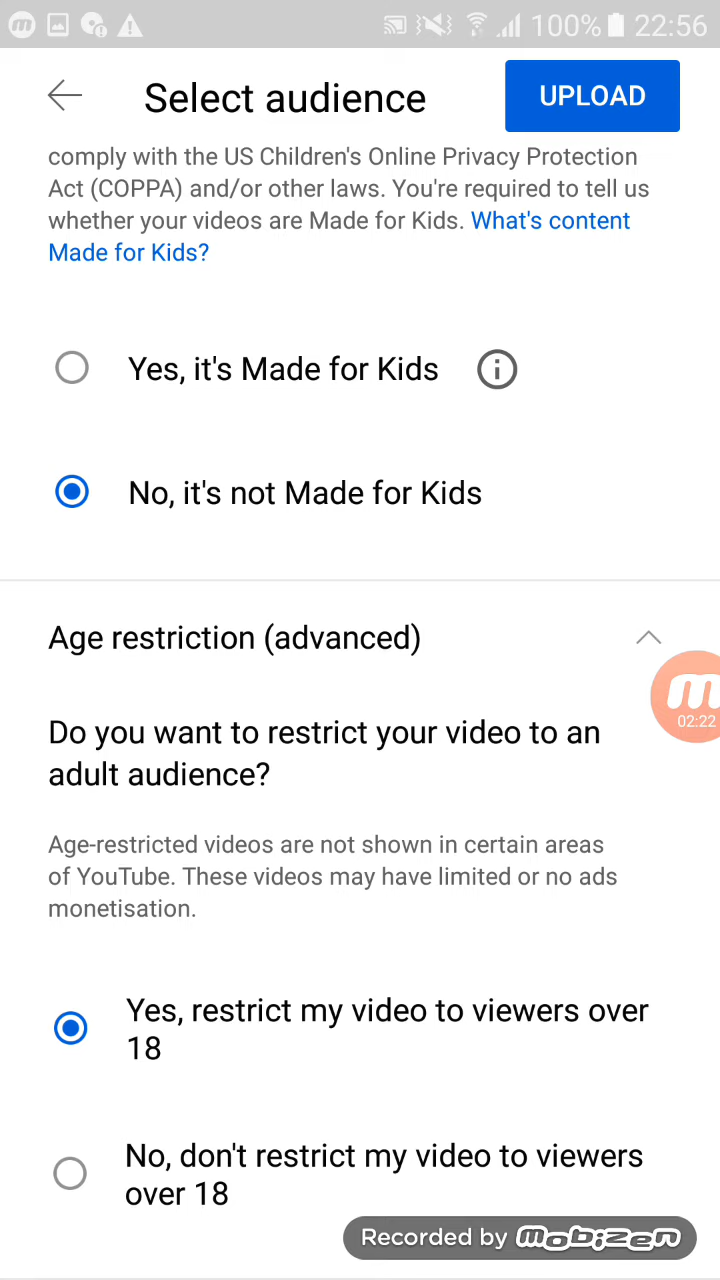 100% 22:56
Select audience
UPLOAD
comply with the US Children's Online Privacy Protection
Act (COPPA) and/or other laws. You're required to tell us
whether your videos are Made for Kids. What's content
Made for Kids?
Yes, it's Made for Kids
No, it's not Made for Kids
Age restriction (advanced)
02:22
Do you want to restrict your video to an
adult audience?
Age-restricted videos are not shown in certain areas
of YouTube. These videos may have limited or no ads
monetisation.
Yes, restrict my video to viewers over
18
No, don't restrict my video to viewers
over 18
Recorded by mobizen